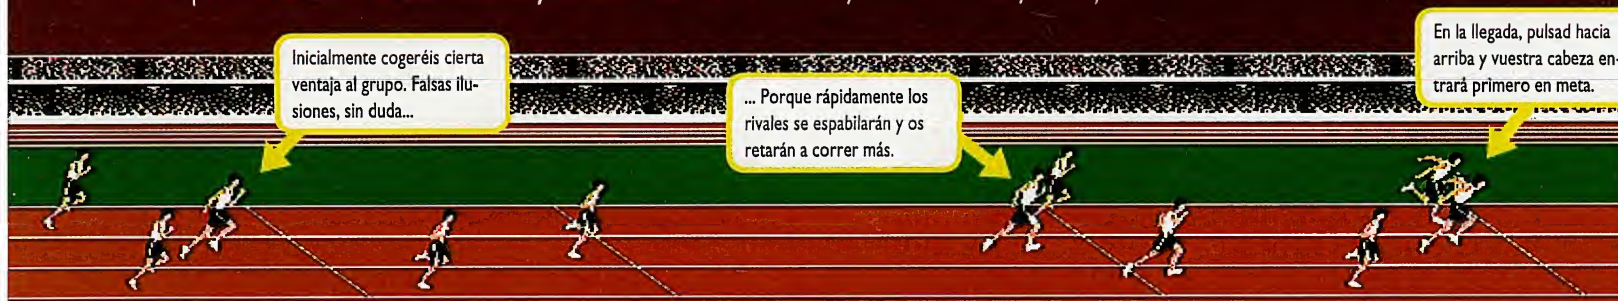 Inicialmente cogeréis cierta
ventaja al grupo. Falsas ilu-
siones, sin duda...
... Porque rápidamente los
rivales se espabilarán y os
retarán a correr más.
En la llegada, pulsad hacia
arriba y vuestra cabeza en-
trará primero en meta.